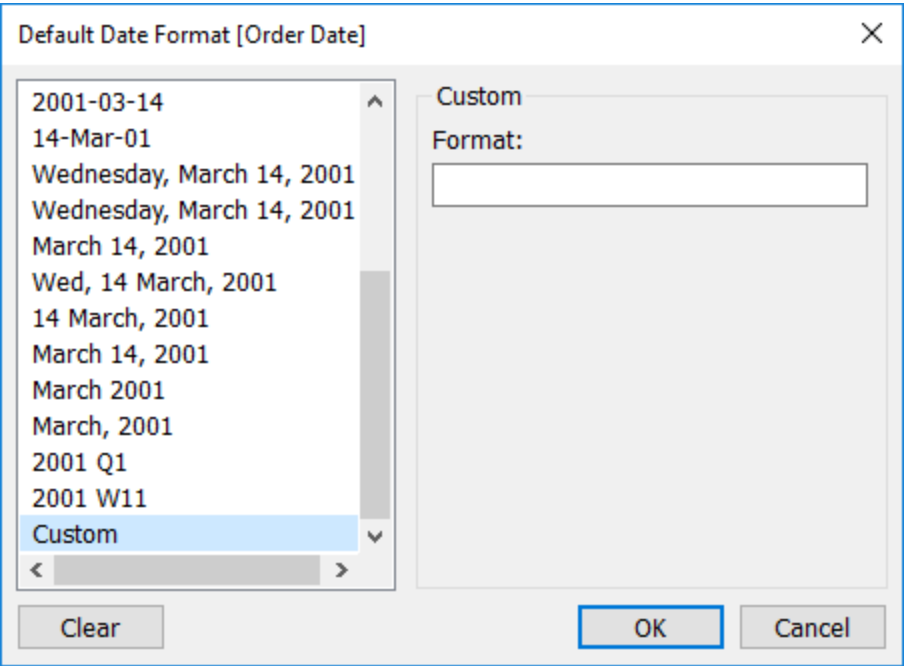 Default Date Format [Order Date]
2001-03-14
14-Mar-01
Wednesday, March 14, 2001
Wednesday, March 14, 2001
March 14, 2001
Wed, 14 March, 2001
14 March, 2001
March 14, 2001
March 2001
March, 2001
2001 Q1
2001 W11
Custom
Custom
Format:
Clear
OK
Cancel